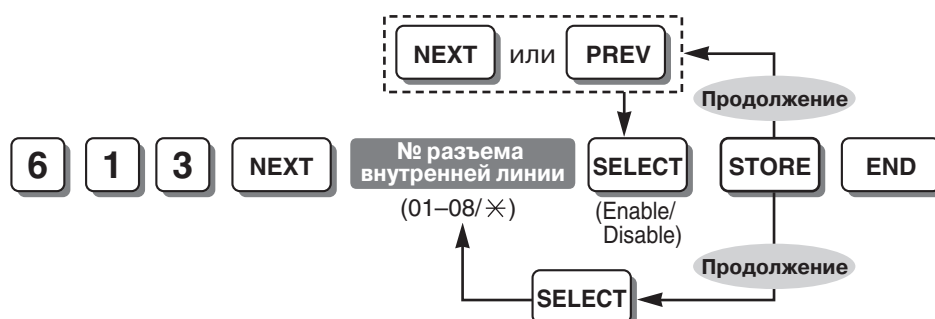 NEXT или PREV
Продолжение
6 1 3 NEXT № разъема внутренней линии SELECT STORE END
(01–08/✳)
(Enable/
Disable)
Продолжение
SELECT